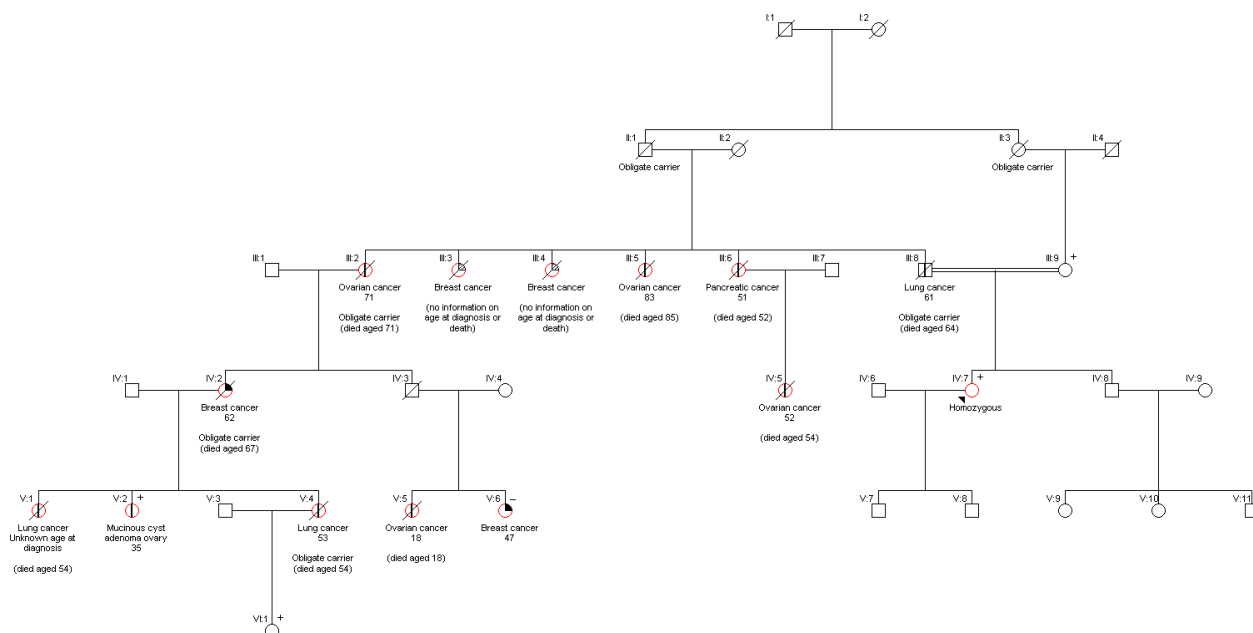 I:1
I:2
II:1
II:2
II:3
II:4
Obligate carrier
Obligate carrier
III:1
III:2
III:3
III:4
III:5
III:6
III:7
III:8
III:9
+
Ovarian cancer
71
Obligate carrier
(died aged 71)
Breast cancer
(no information on
age at diagnosis or
death)
Breast cancer
(no information on
age at diagnosis or
death)
Ovarian cancer
83
(died aged 85)
Pancreatic cancer
51
(died aged 52)
Lung cancer
61
Obligate carrier
(died aged 64)
IV:1
IV:2
IV:3
IV:4
IV:5
IV:6
IV:7
+
IV:8
IV:9
Breast cancer
62
Obligate carrier
(died aged 67)
Ovarian cancer
52
(died aged 54)
Homozygous
V:1
V:2
+
V:3
V:4
V:5
V:6
–
V:7
V:8
V:9
V:10
V:11
Lung cancer
Unknown age at
diagnosis
(died aged 54)
Mucinous cyst
adenoma ovary
35
Lung cancer
53
Obligate carrier
(died aged 54)
Ovarian cancer
18
(died aged 18)
Breast cancer
47
VI:1
+